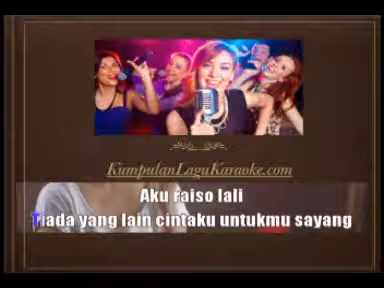 KumpulanLaguKaraoke.com
Aku raiso lali
Tiada yang lain cintaku untukmu sayang